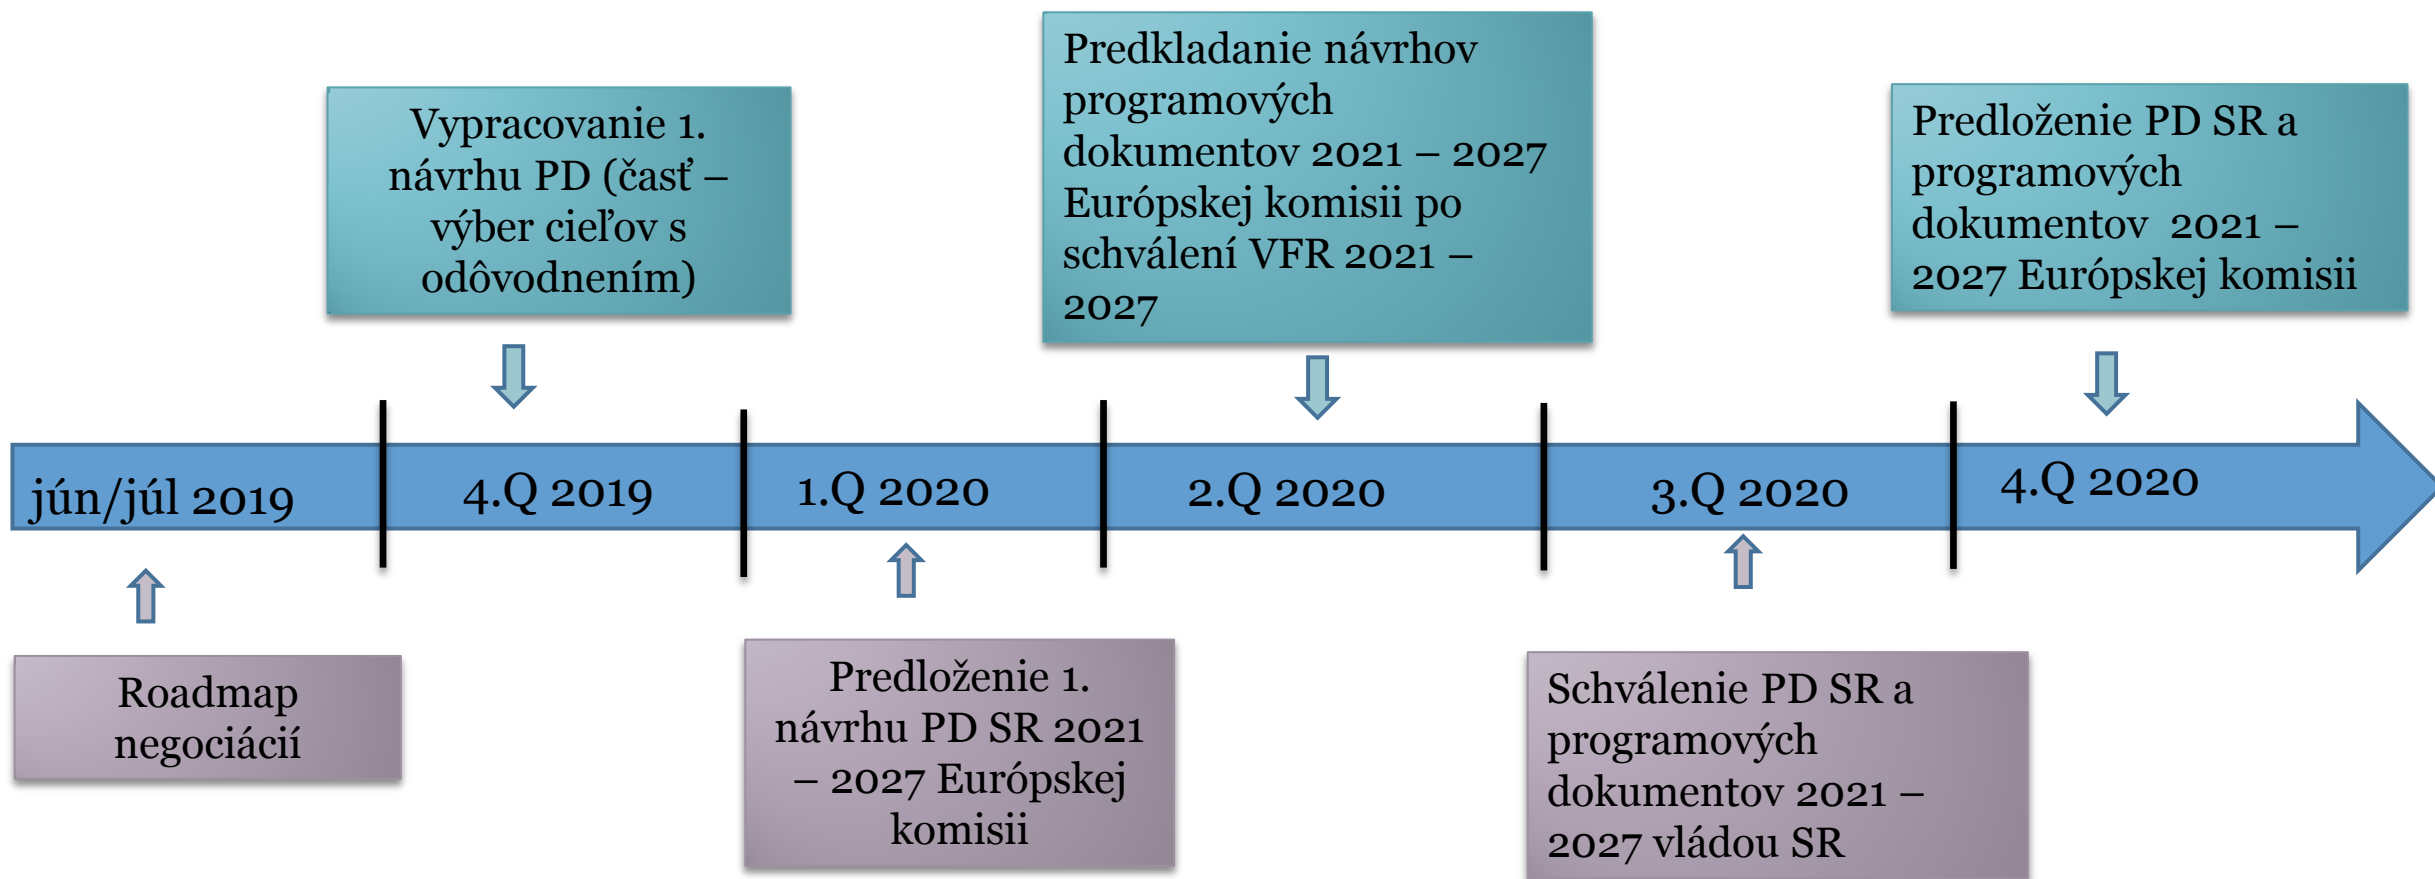 Vypracovanie 1.
návrhu PD (časť –
výber cieľov s
odôvodnením)
Predkladanie návrhov
programových
dokumentov 2021 – 2027
Európskej komisii po
schválení VFR 2021 –
2027
Predloženie PD SR a
programových
dokumentov 2021 –
2027 Európskej komisii
jún/júl 2019
4.Q 2019
1.Q 2020
2.Q 2020
3.Q 2020
4.Q 2020
Roadmap
negociácií
Predloženie 1.
návrhu PD SR 2021
– 2027 Európskej
komisii
Schválenie PD SR a
programových
dokumentov 2021 –
2027 vládou SR